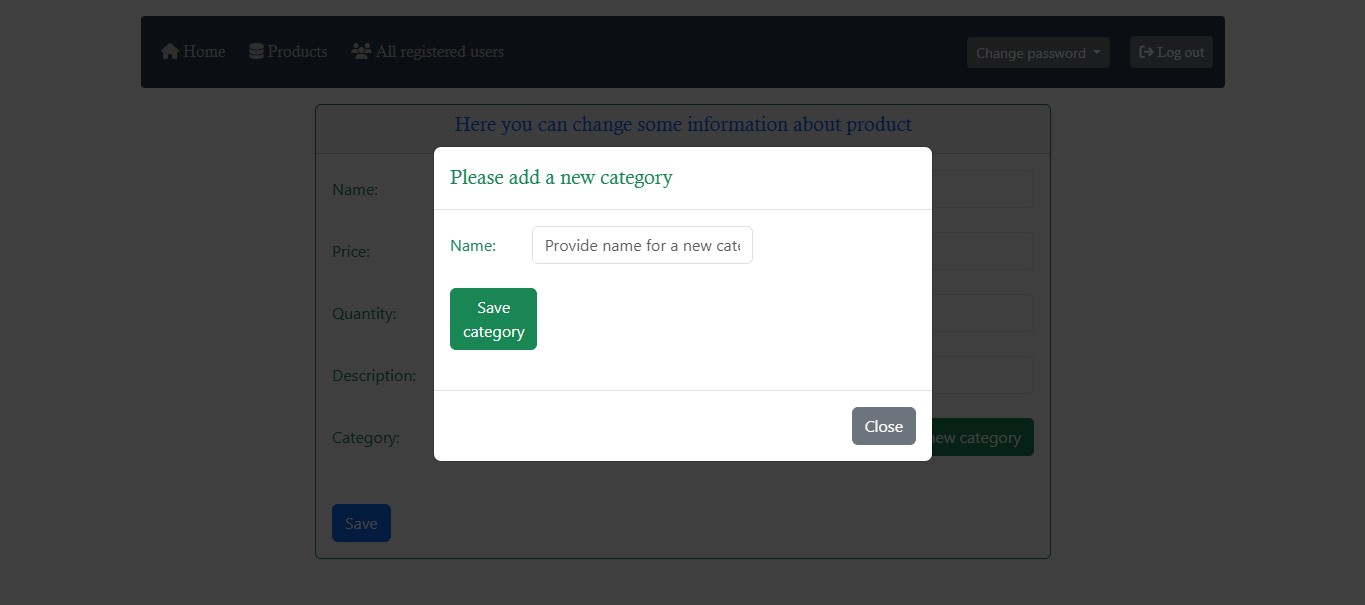 Home Products All registered users Change password Log out
Here you can change some information about product
Please add a new category
Name:
Name: Provide name for a new cat
Price:
Save
category
Quantity:
Description:
Close
Category: new category
Save